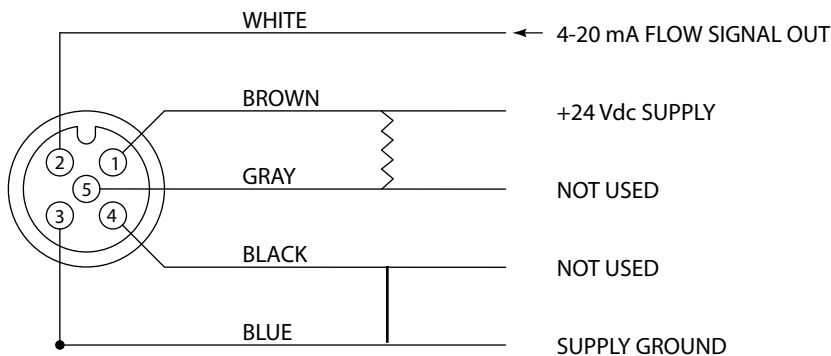 WHITE
4-20 mA FLOW SIGNAL OUT
BROWN
+24 Vdc SUPPLY
2
1
GRAY
5
NOT USED
3
4
BLACK
NOT USED
BLUE
SUPPLY GROUND